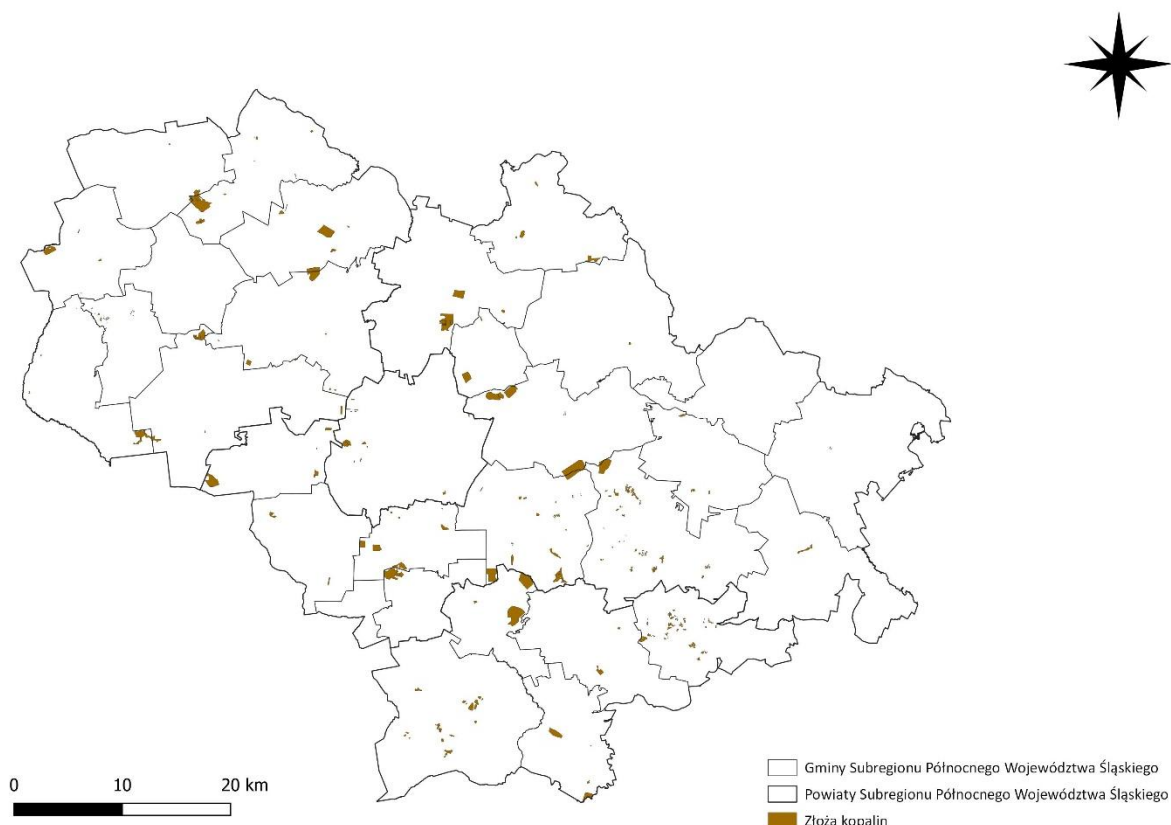 0 10 20 km
Gminy Subregionu Północnego Województwa Śląskiego
Powiaty Subregionu Północnego Województwa Śląskiego
Złoża kopalin